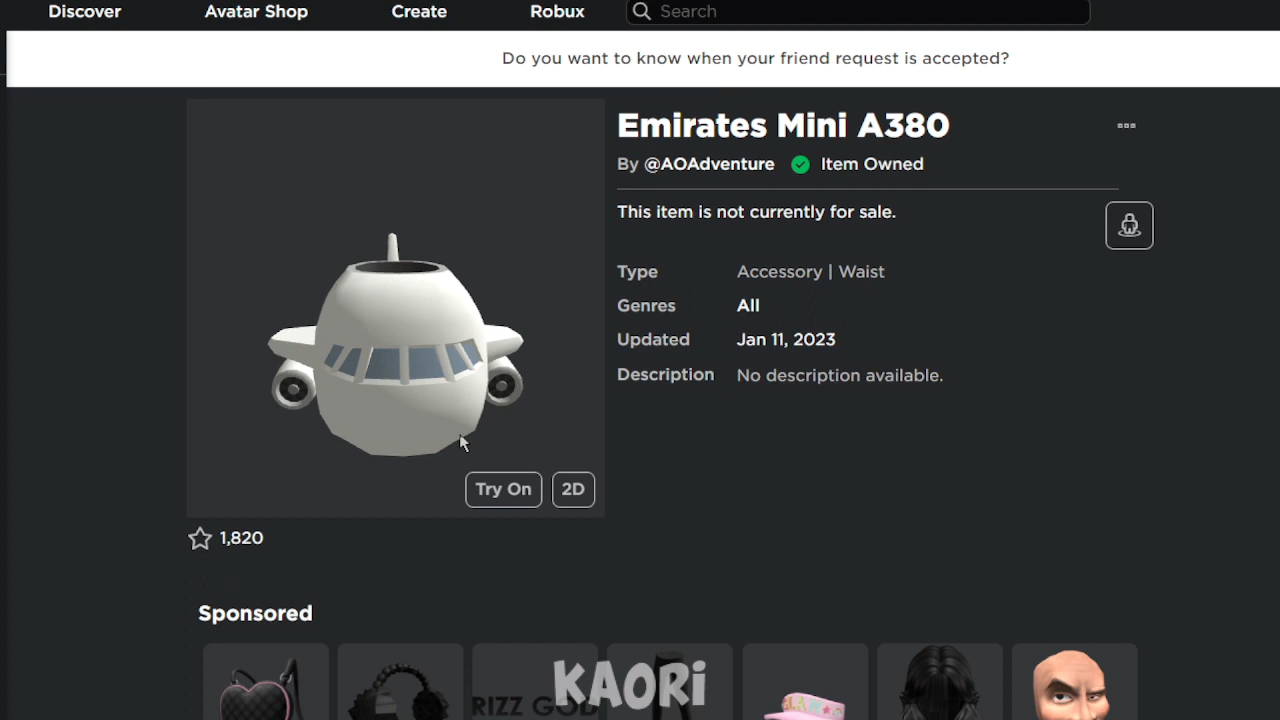 Discover Avatar Shop Create Robux Search
Do you want to know when your friend request is accepted?
Emirates Mini A380
By @AOAdventure Item Owned
This item is not currently for sale.
Type Accessory | Waist
Genres All
Updated Jan 11, 2023
Description No description available.
Try On 2D
1,820
Sponsored
RIZZ GOD
KAORi